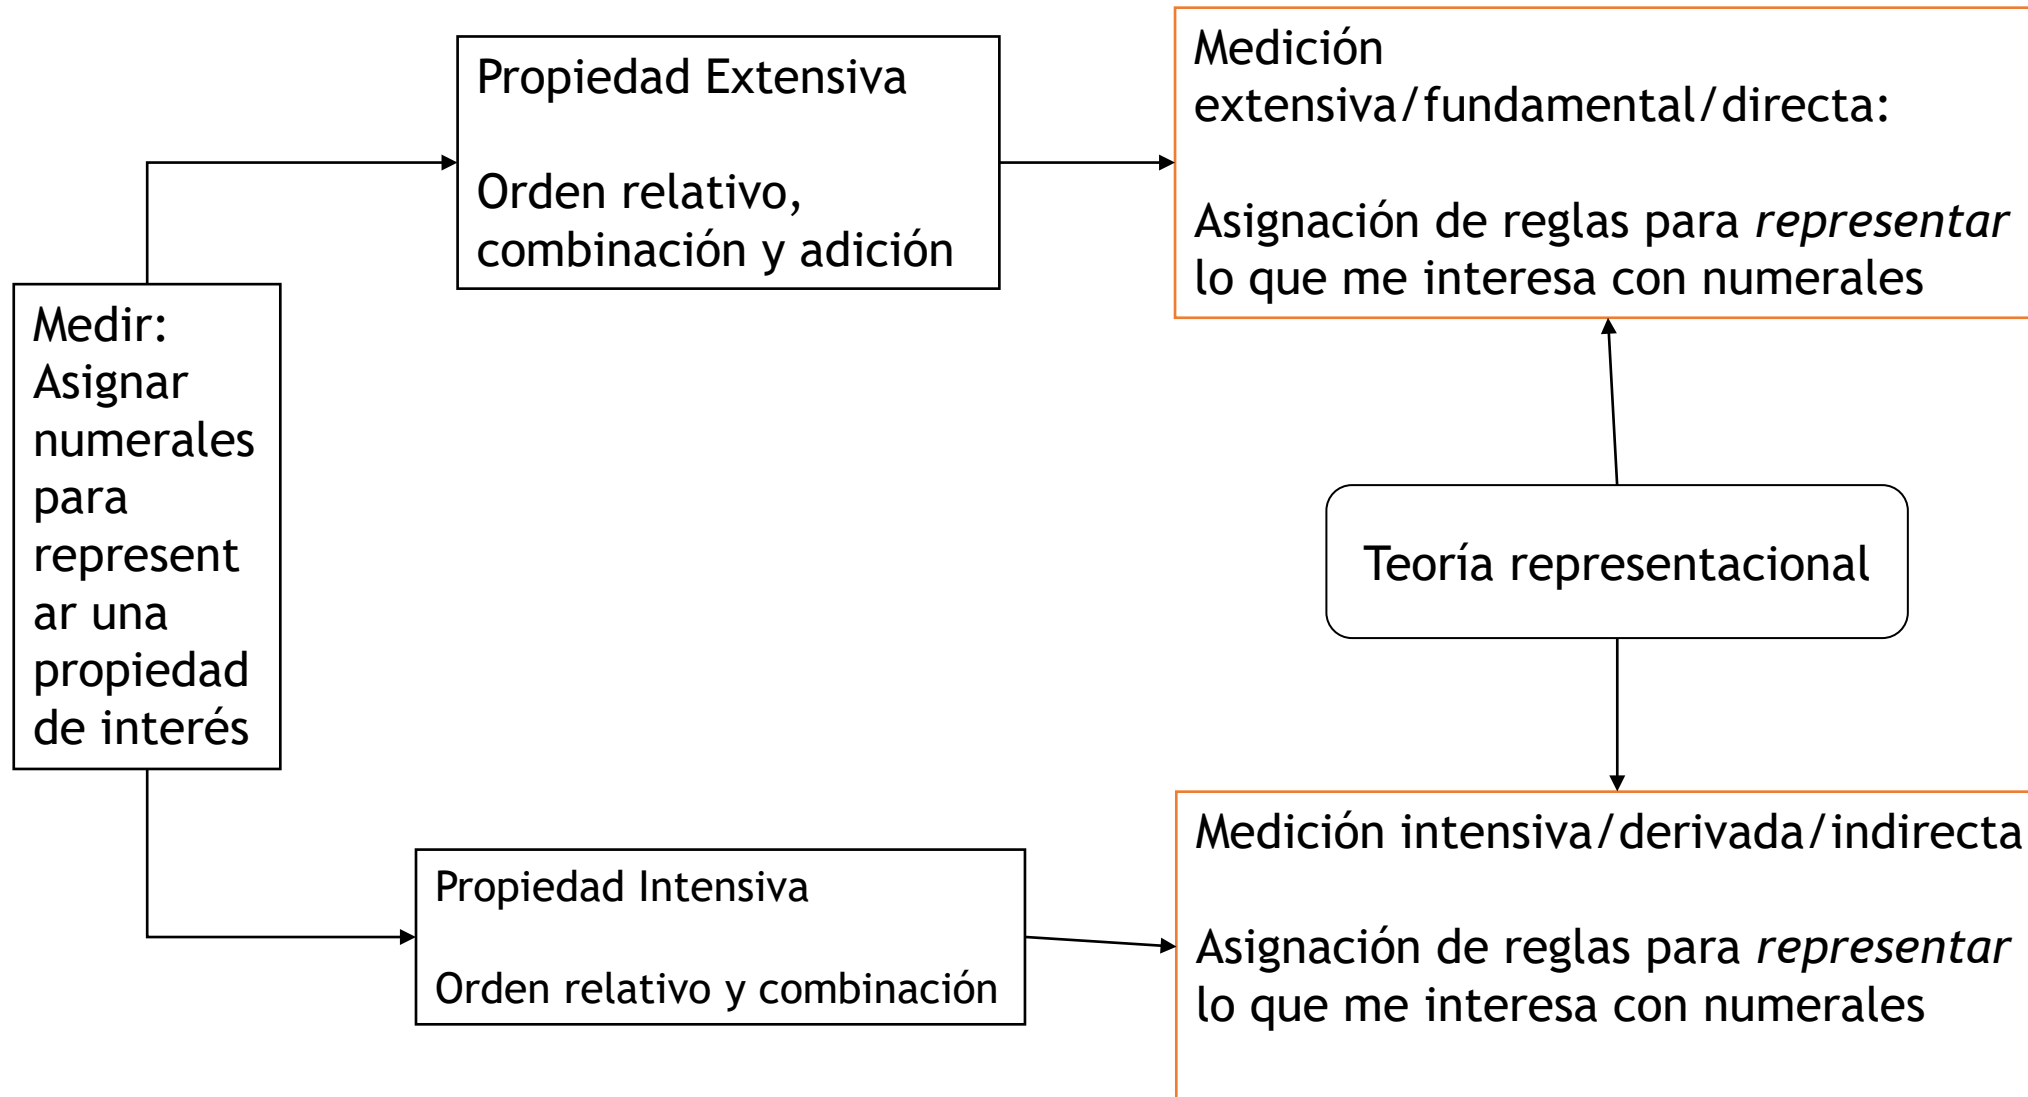 Medir:
Asignar
numerales
para
represent
ar una
propiedad
de interés
Propiedad Extensiva
Orden relativo,
combinación y adición
Medición
extensiva/fundamental/directa:
Asignación de reglas para representar
lo que me interesa con numerales
Teoría representacional
Propiedad Intensiva
Orden relativo y combinación
Medición intensiva/derivada/indirecta
Asignación de reglas para representar
lo que me interesa con numerales